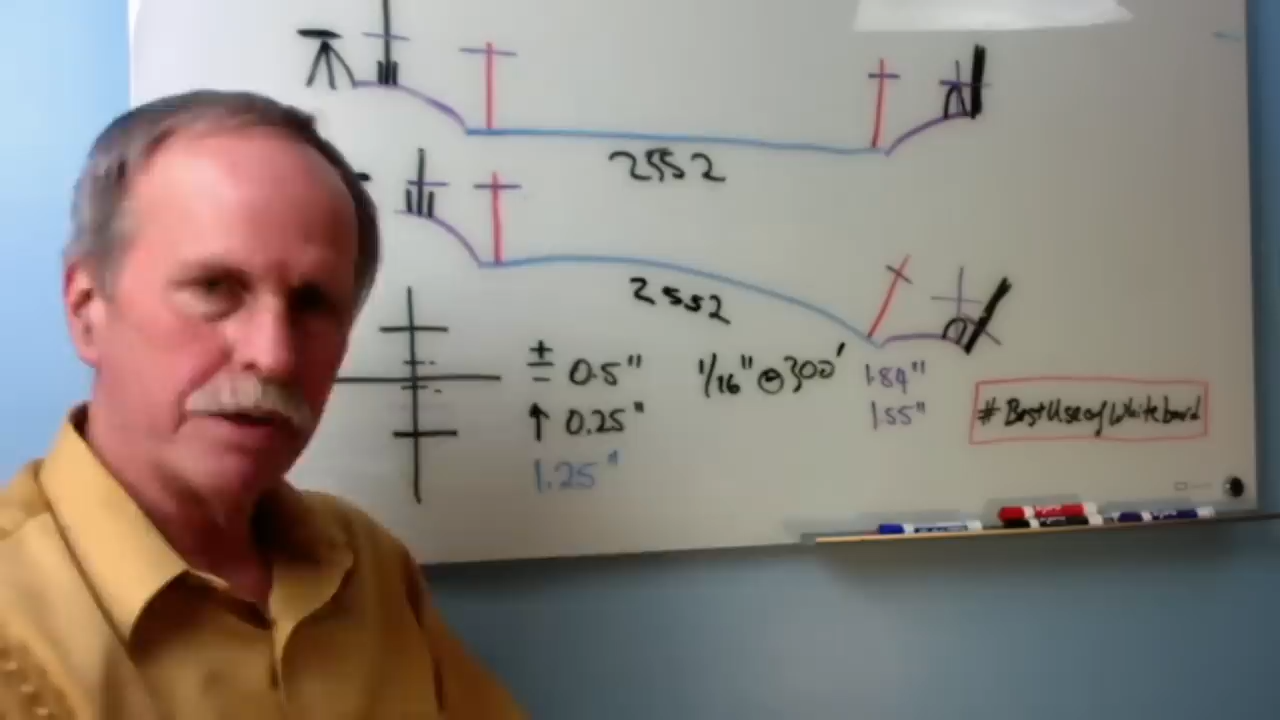 2552
2552
± 0.5" 1/16" @ 300' 1.84"
↑ 0.25" 1.55"
1.25"
#BestUseofWhiteboard